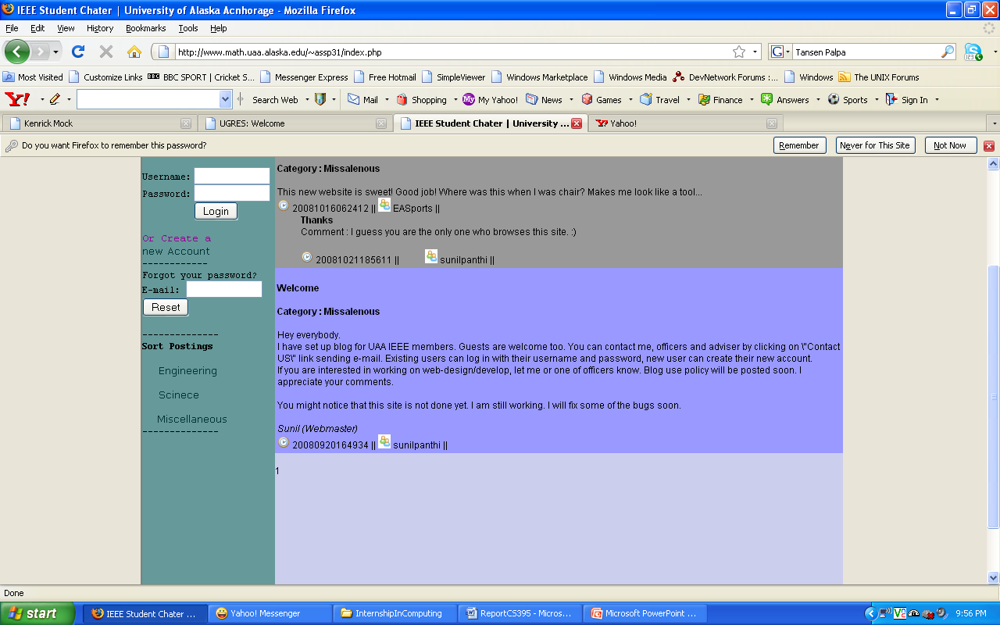 IEEE Student Chater | University of Alaska Acnhorage - Mozilla Firefox
File Edit View History Bookmarks Tools Help
http://www.math.uaa.alaska.edu/~assp31/index.php
G Tansen Palpa
Most Visited Customize Links BBC BBC SPORT | Cricket S... Messenger Express Free Hotmail SimpleViewer Windows Marketplace Windows Media DevNetwork Forums :... Windows The UNIX Forums
Y! Search Web Mail Shopping My Yahoo! News Games Travel Finance Answers Sports Sign In
Kenrick Mock UGRES: Welcome IEEE Student Chater | University ... Y! Yahoo!
Do you want Firefox to remember this password? Remember Never for This Site Not Now
Username:
Password:
Login
Or Create a
new Account
------------
Forgot your password?
E-mail:
Reset
--------------
Sort Postings
Engineering
Scinece
Miscellaneous
--------------
Category : Missalenous
This new website is sweet! Good job! Where was this when I was chair? Makes me look like a tool...
20081016062412 || EASports ||
Thanks
Comment : I guess you are the only one who browses this site. :)
20081021185611 || sunilpanthi ||
Welcome
Category : Missalenous
Hey everybody.
I have set up blog for UAA IEEE members. Guests are welcome too. You can contact me, officers and adviser by clicking on \"Contact
US\" link sending e-mail. Existing users can log in with their username and password, new user can create their new account.
If you are interested in working on web-design/develop, let me or one of officers know. Blog use policy will be posted soon. I
appreciate your comments.
You might notice that this site is not done yet. I am still working. I will fix some of the bugs soon.
Sunil (Webmaster)
20080920164934 || sunilpanthi ||
1
Done
start IEEE Student Chater ... Yahoo! Messenger InternshipInComputing ReportCS395 - Micros... Microsoft PowerPoint ... 9:56 PM